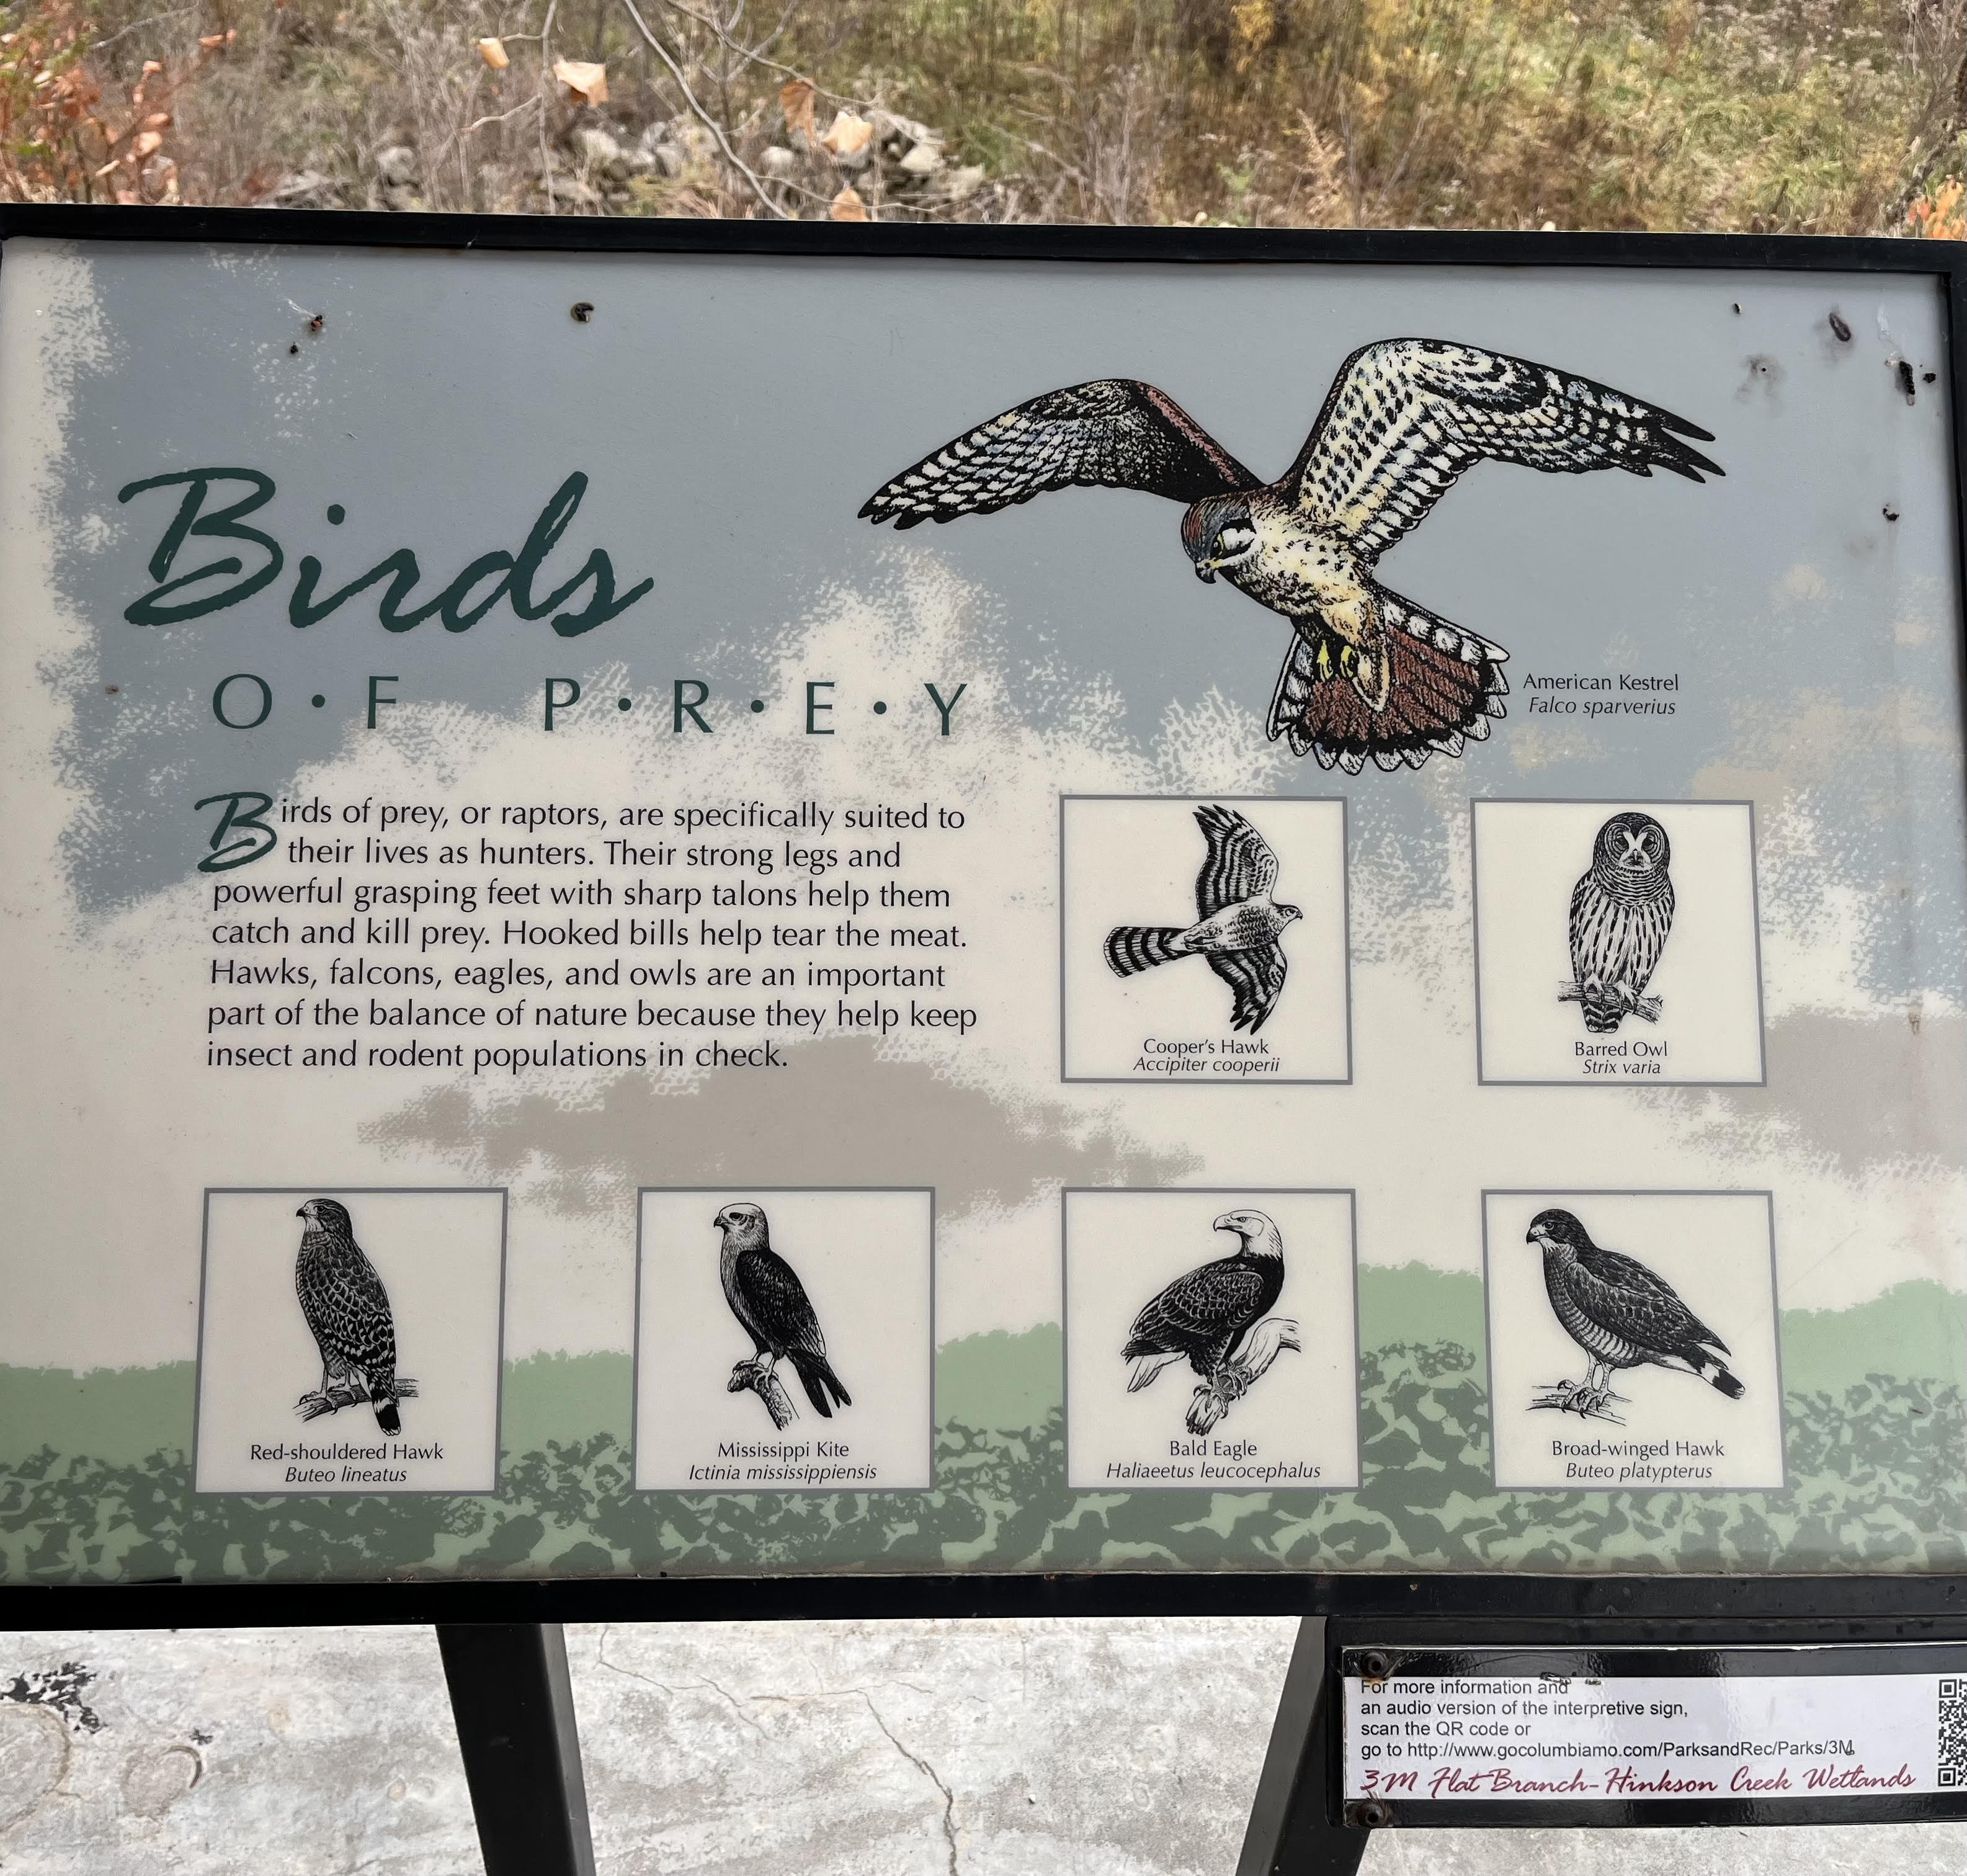 Birds
O·F P·R·E·Y
American Kestrel
Falco sparverius
Birds of prey, or raptors, are specifically suited to
their lives as hunters. Their strong legs and
powerful grasping feet with sharp talons help them
catch and kill prey. Hooked bills help tear the meat.
Hawks, falcons, eagles, and owls are an important
part of the balance of nature because they help keep
insect and rodent populations in check.
Cooper's Hawk
Accipiter cooperii
Barred Owl
Strix varia
Red-shouldered Hawk
Buteo lineatus
Mississippi Kite
Ictinia mississippiensis
Bald Eagle
Haliaeetus leucocephalus
Broad-winged Hawk
Buteo platypterus
For more information and
an audio version of the interpretive sign,
scan the QR code or
go to http://www.gocolumbiamo.com/ParksandRec/Parks/3M
3M Flat Branch-Hinkson Creek Wetlands